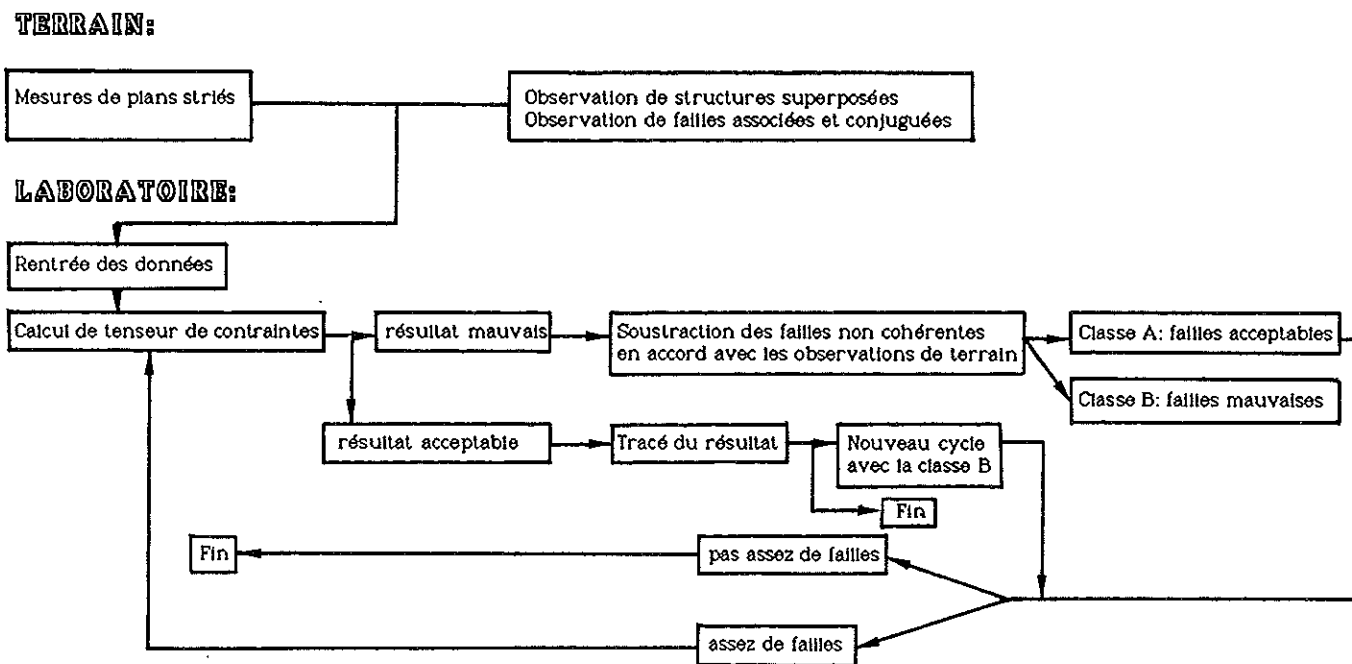 TERRAIN:
Mesures de plans striés
Observation de structures superposées
Observation de failles associées et conjuguées
LABORATOIRE:
Rentrée des données
Calcul de tenseur de contraintes
résultat mauvais
Soustraction des failles non cohérentes
en accord avec les observations de terrain
Classe A: failles acceptables
Classe B: failles mauvaises
résultat acceptable
Tracé du résultat
Nouveau cycle
avec la classe B
Fin
Fin
pas assez de failles
assez de failles